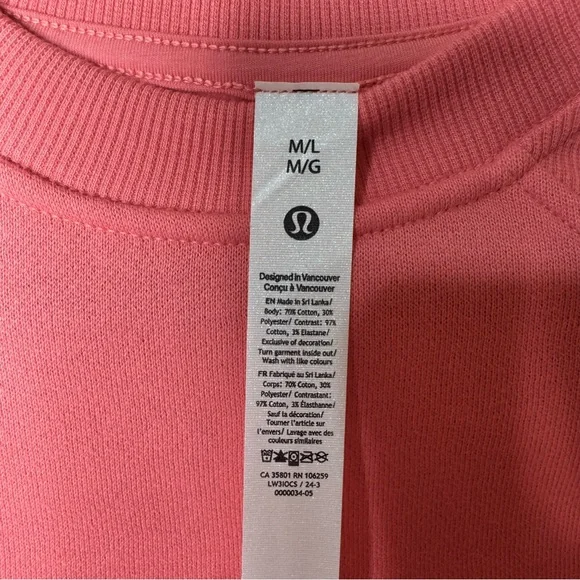 M/L
M/G
Designed in Vancouver
Conçu à Vancouver
EN Made in Sri Lanka/
Body: 70% Cotton, 30%
Polyester/ Contrast: 97%
Cotton, 3% Elastane/
Exclusive of decoration/
Turn garment inside out/
Wash with like colours
FR Fabriqué au Sri Lanka/
Corps: 70% Coton, 30%
Polyester/ Contrastant:
97% Coton, 3% Élasthanne/
Sauf la décoration/
Tourner l'article sur
l'envers/ Lavage avec des
couleurs similaires
CA 35801 RN 106259
LW3IOCS / 24-3
0000034-05